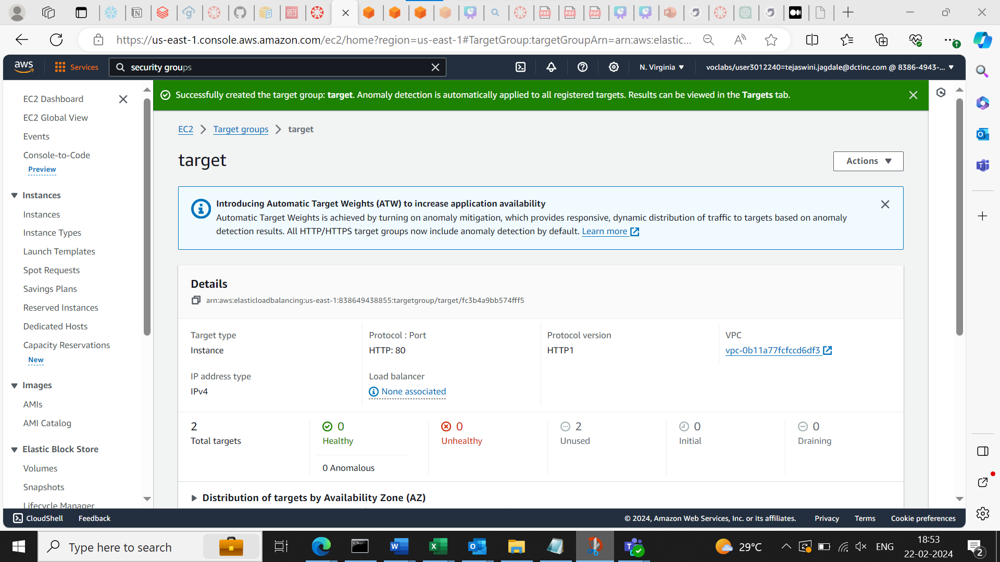 https://us-east-1.console.aws.amazon.com/ec2/home?region=us-east-1#TargetGroup:targetGroupArn=arn:aws:elastic...
aws
Services
security groups
N. Virginia
voclabs/user3012240=tejaswini.jagdale@dctinc.com @ 8386-4943-...
EC2 Dashboard
EC2 Global View
Events
Console-to-Code
Preview
Instances
Instances
Instance Types
Launch Templates
Spot Requests
Savings Plans
Reserved Instances
Dedicated Hosts
Capacity Reservations
New
Images
AMIs
AMI Catalog
Elastic Block Store
Volumes
Snapshots
Lifecycle Manager
Successfully created the target group: target. Anomaly detection is automatically applied to all registered targets. Results can be viewed in the Targets tab.
EC2 > Target groups > target
target
Actions
Introducing Automatic Target Weights (ATW) to increase application availability
Automatic Target Weights is achieved by turning on anomaly mitigation, which provides responsive, dynamic distribution of traffic to targets based on anomaly
detection results. All HTTP/HTTPS target groups now include anomaly detection by default. Learn more
Details
arn:aws:elasticloadbalancing:us-east-1:838649438855:targetgroup/target/fc3b4a9bb574fff5
Target type
Instance
Protocol : Port
HTTP: 80
Protocol version
HTTP1
VPC
vpc-0b11a77fcfccd6df3
IP address type
IPv4
Load balancer
None associated
2
Total targets
0
Healthy
0 Anomalous
0
Unhealthy
2
Unused
0
Initial
0
Draining
Distribution of targets by Availability Zone (AZ)
CloudShell
Feedback
© 2024, Amazon Web Services, Inc. or its affiliates.
Privacy
Terms
Cookie preferences
Type here to search
29°C
ENG
18:53
22-02-2024
2